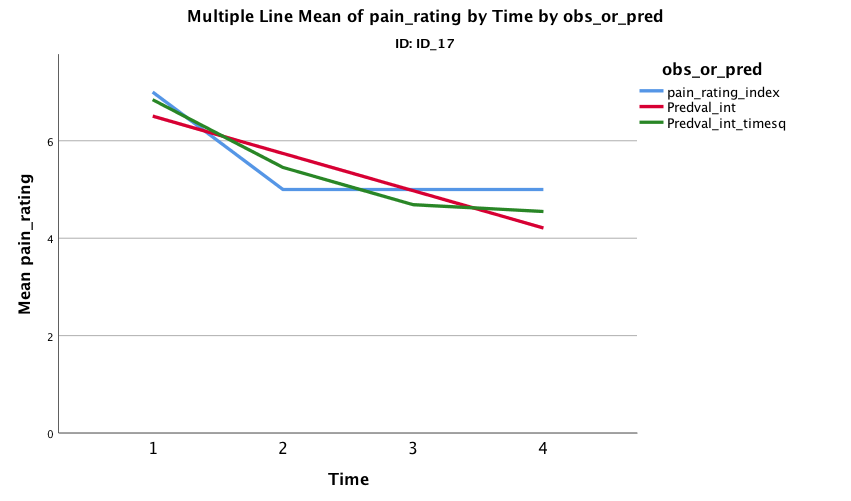 Multiple Line Mean of pain_rating by Time by obs_or_pred
ID: ID_17
obs_or_pred
pain_rating_index
Predval_int
Predval_int_timesq
Mean pain_rating
6
4
2
0
1 2 3 4
Time